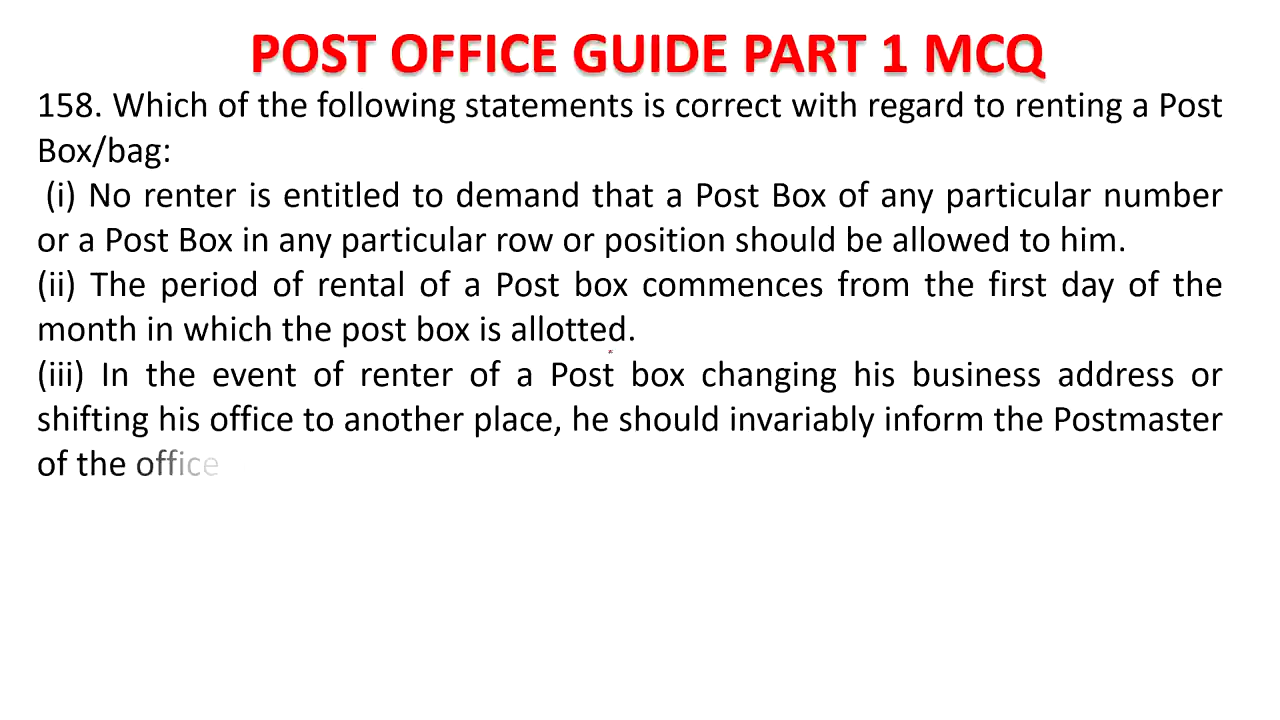 POST OFFICE GUIDE PART 1 MCQ
158. Which of the following statements is correct with regard to renting a Post
Box/bag:
(i) No renter is entitled to demand that a Post Box of any particular number
or a Post Box in any particular row or position should be allowed to him.
(ii) The period of rental of a Post box commences from the first day of the
month in which the post box is allotted.
(iii) In the event of renter of a Post box changing his business address or
shifting his office to another place, he should invariably inform the Postmaster
of the office